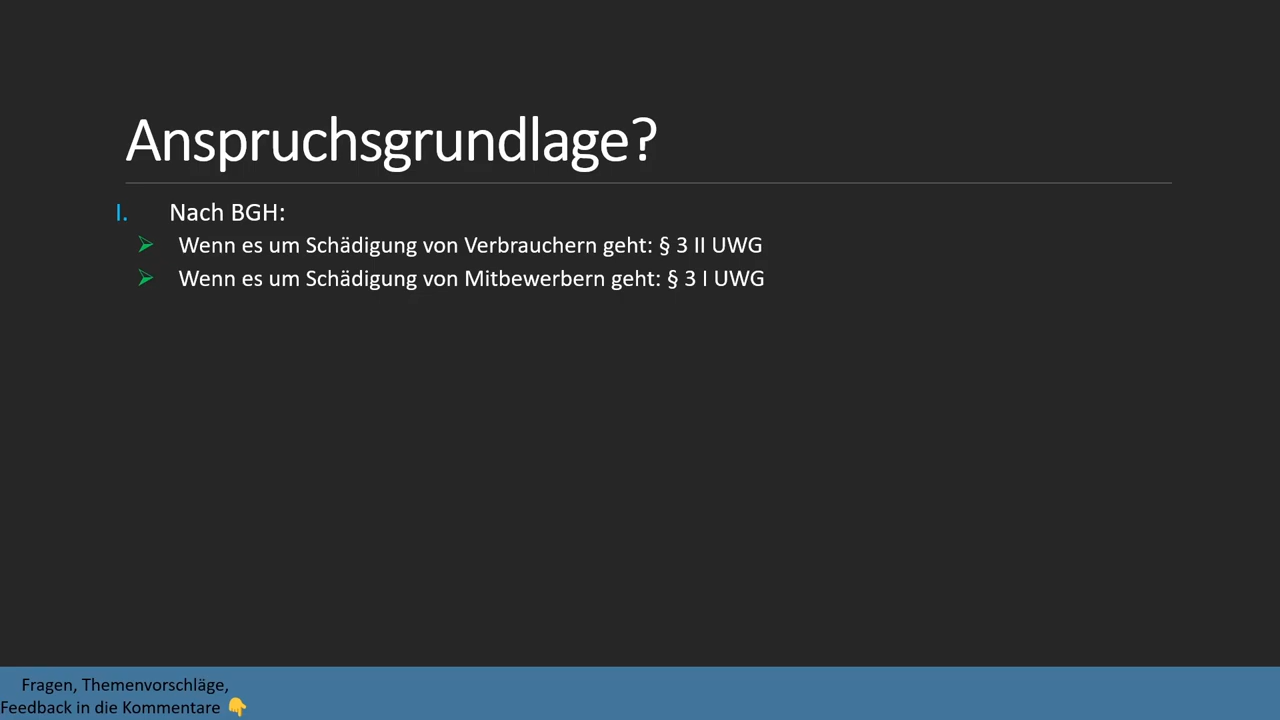 Anspruchsgrundlage?
I. Nach BGH:
Wenn es um Schädigung von Verbrauchern geht: § 3 II UWG
Wenn es um Schädigung von Mitbewerbern geht: § 3 I UWG
Fragen, Themenvorschläge,
Feedback in die Kommentare 👇